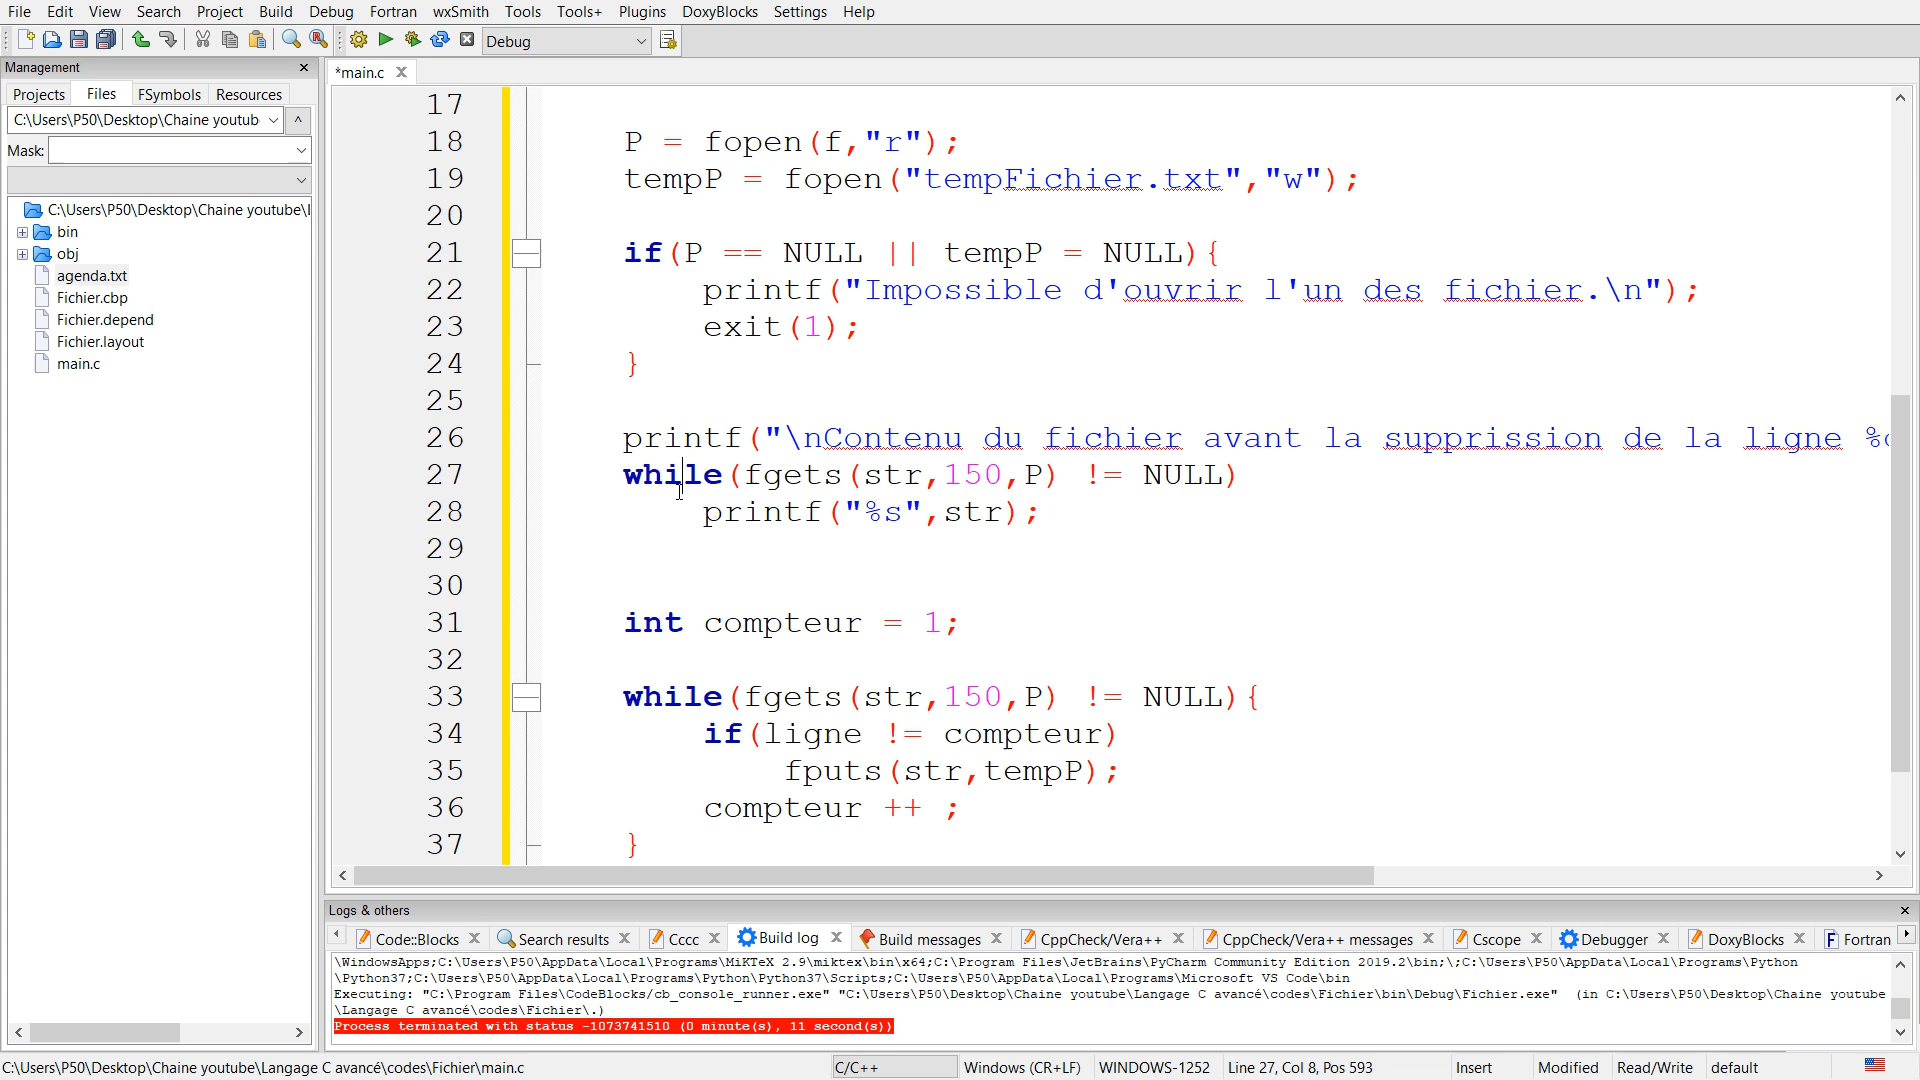 File Edit View Search Project Build Debug Fortran wxSmith Tools Tools+ Plugins DoxyBlocks Settings Help
Debug
Management
*main.c
Projects Files FSymbols Resources
C:\Users\P50\Desktop\Chaine youtub
Mask:
C:\Users\P50\Desktop\Chaine youtube\l
bin
obj
agenda.txt
Fichier.cbp
Fichier.depend
Fichier.layout
main.c
17
18 P = fopen(f,"r");
19 tempP = fopen("tempFichier.txt","w");
20
21 if(P == NULL || tempP = NULL){
22 printf("Impossible d'ouvrir l'un des fichier.\n");
23 exit(1);
24 }
25
26 printf("\nContenu du fichier avant la supprission de la ligne %
27 while(fgets(str,150,P) != NULL)
28 printf("%s",str);
29
30
31 int compteur = 1;
32
33 while(fgets(str,150,P) != NULL){
34 if(ligne != compteur)
35 fputs(str,tempP);
36 compteur ++ ;
37 }
Logs & others
Code::Blocks Search results Cccc Build log Build messages CppCheck/Vera++ CppCheck/Vera++ messages Cscope Debugger DoxyBlocks Fortran
\WindowsApps;C:\Users\P50\AppData\Local\Programs\MiKTeX 2.9\miktex\bin\x64;C:\Program Files\JetBrains\PyCharm Community Edition 2019.2\bin;\;C:\Users\P50\AppData\Local\Programs\Python
\Python37;C:\Users\P50\AppData\Local\Programs\Python\Python37\Scripts;C:\Users\P50\AppData\Local\Programs\Microsoft VS Code\bin
Executing: "C:\Program Files\CodeBlocks/cb_console_runner.exe" "C:\Users\P50\Desktop\Chaine youtube\Langage C avancé\codes\Fichier\bin\Debug\Fichier.exe" (in C:\Users\P50\Desktop\Chaine youtube
\Langage C avancé\codes\Fichier\.)
Process terminated with status -1073741510 (0 minute(s), 11 second(s))
C:\Users\P50\Desktop\Chaine youtube\Langage C avancé\codes\Fichier\main.c C/C++ Windows (CR+LF) WINDOWS-1252 Line 27, Col 8, Pos 593 Insert Modified Read/Write default